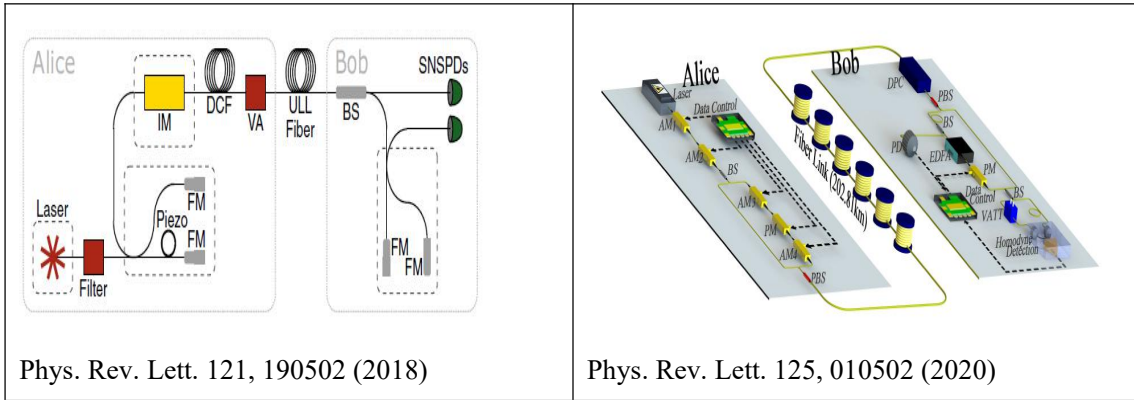 Alice
Bob
SNSPDs
IM
DCF
VA
ULL
Fiber
BS
FM
Piezo
FM
Laser
Filter
FM
FM
Phys. Rev. Lett. 121, 190502 (2018)
Alice
Bob
Laser
Data Control
AM1
AM2
BS
AM3
PM
AM4
PBS
Fiber Link (202.81km)
DPC
PBS
BS
PD
EDFA
PM
Data Control
BS
VATT
Homodyne
Detection
Phys. Rev. Lett. 125, 010502 (2020)